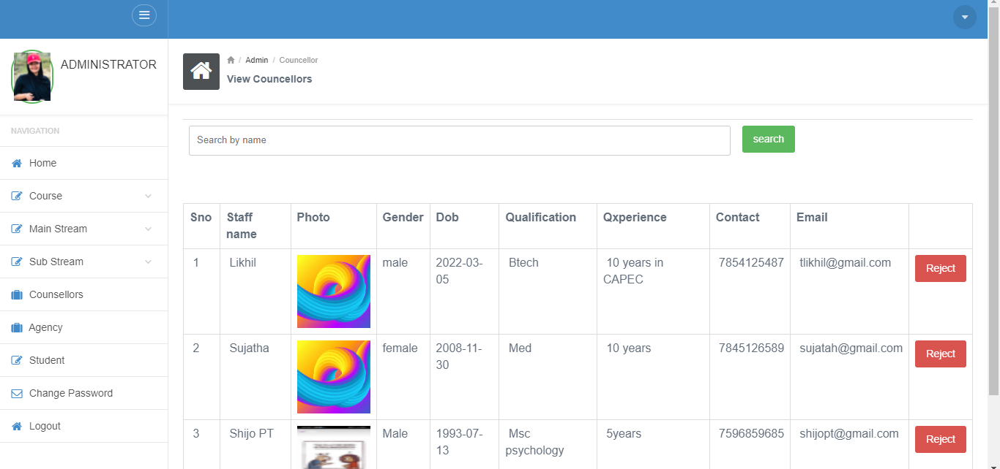 ADMINISTRATOR
NAVIGATION
Home
Course
Main Stream
Sub Stream
Counsellors
Agency
Student
Change Password
Logout
/ Admin / Councellor
View Councellors
Search by name
search
Sno Staff name Photo Gender Dob Qualification Qxperience Contact Email
1 Likhil male 2022-03-05 Btech 10 years in CAPEC 7854125487 tlikhil@gmail.com Reject
2 Sujatha female 2008-11-30 Med 10 years 7845126589 sujatah@gmail.com Reject
3 Shijo PT Male 1993-07-13 Msc psychology 5years 7596859685 shijopt@gmail.com Reject